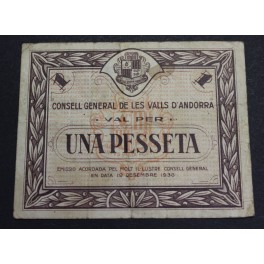 CONSELL GENERAL DE LES VALLS D'ANDORRA
VAL PER
UNA PESSETA
EMISSIO ACORDADA PEL MOLT IL·LUSTRE CONSELL GENERAL
EN DATA 19 DESEMBRE 1936